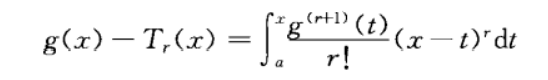 g(x) − T_r(x) = ∫_a^x g^{(r+1)}(t)/r! (x − t)^r dt